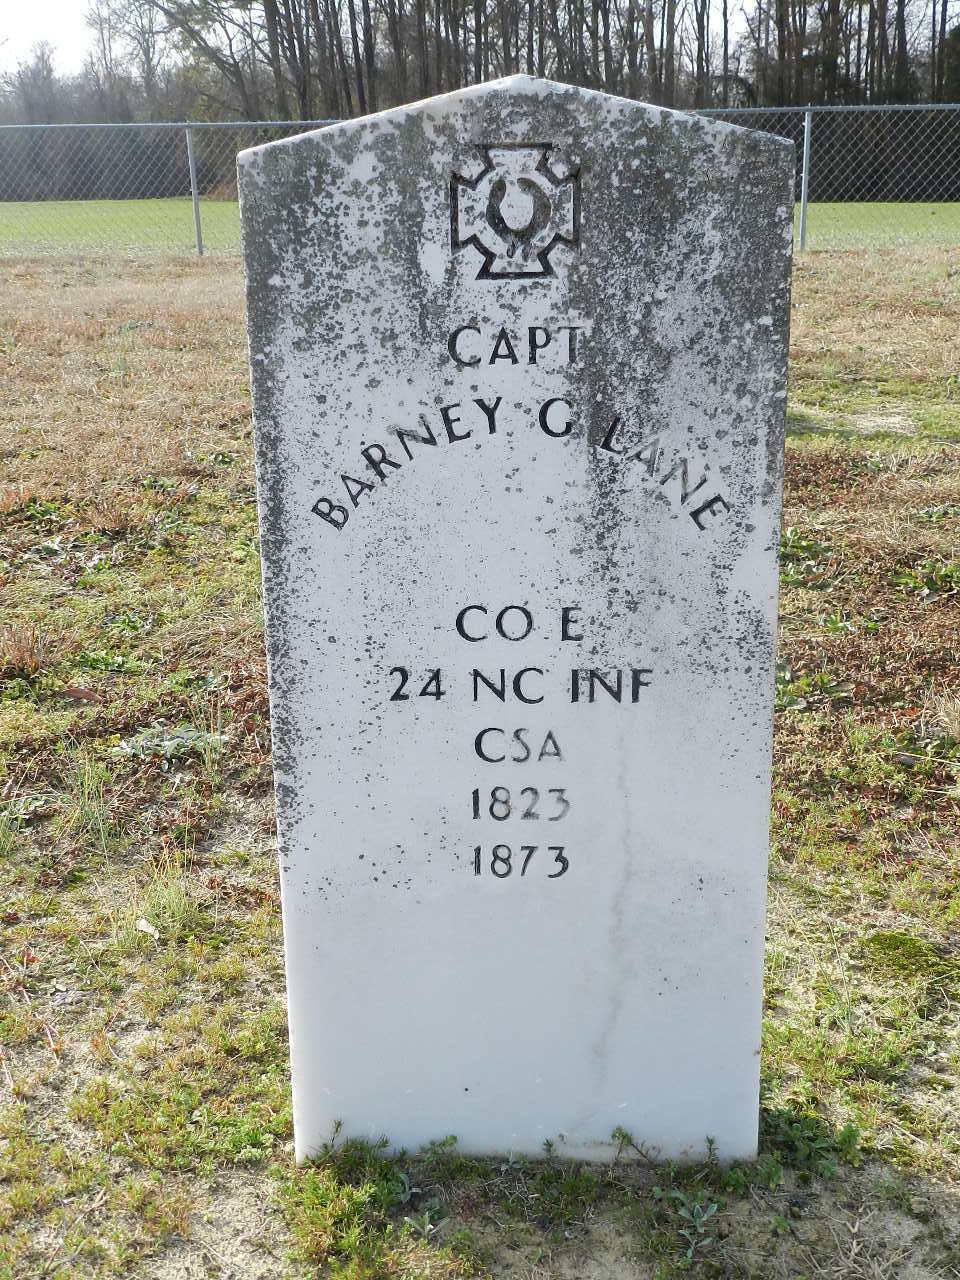 CAPT
BARNEY G LANE
CO E
24 NC INF
CSA
1823
1873